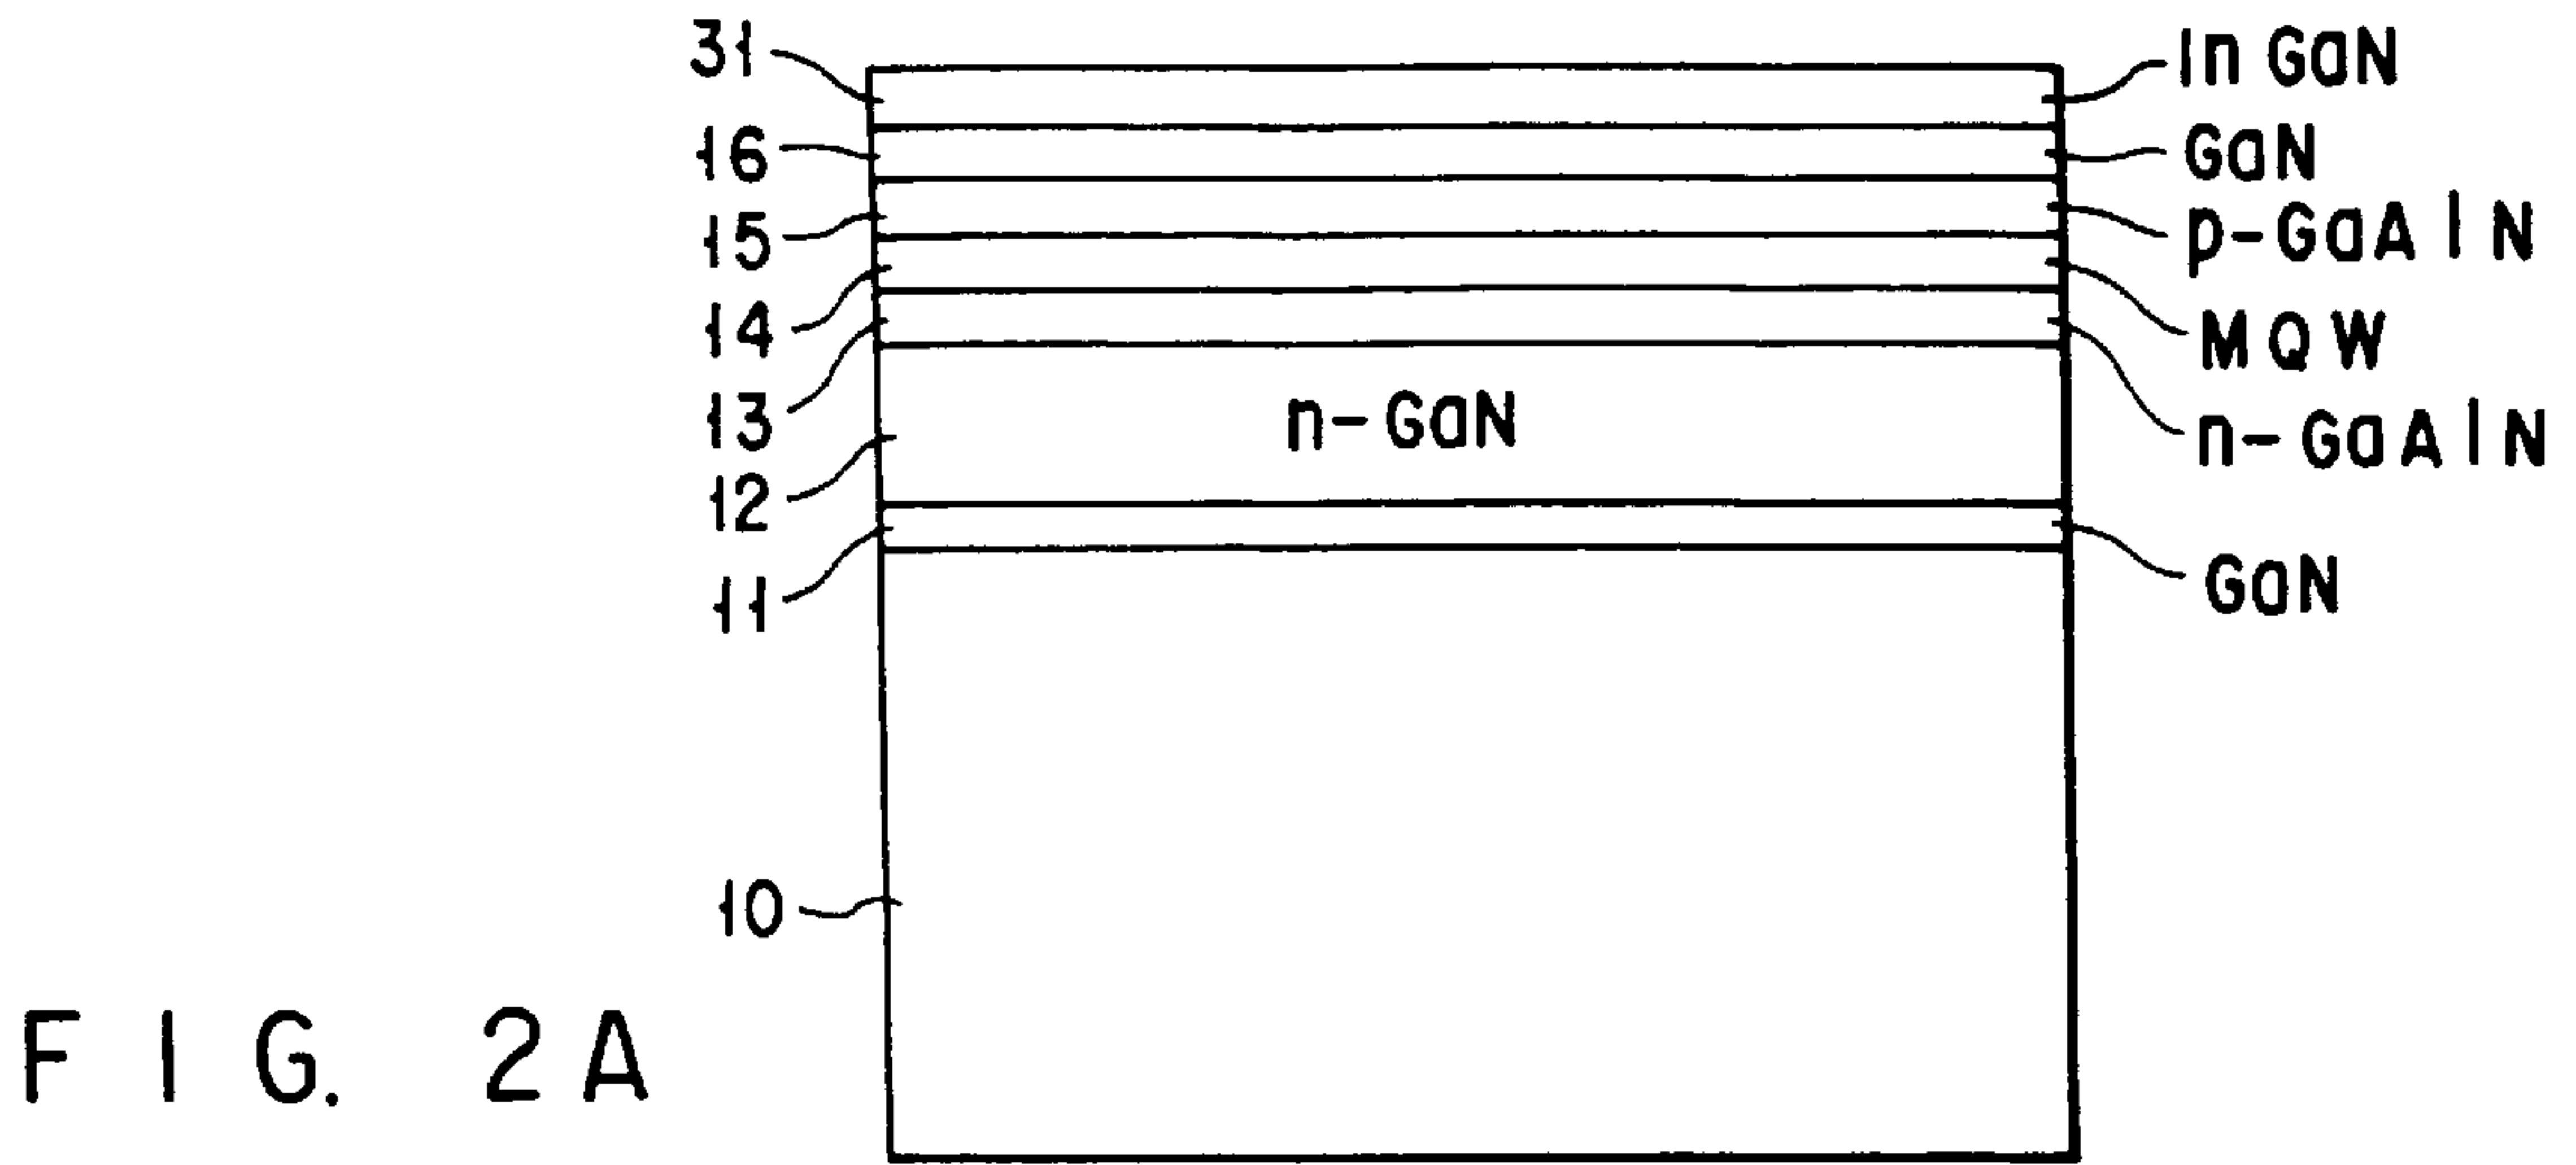 31
In GaN
16
GaN
15
p-GaAlN
14
MQW
13
n-GaAlN
n-GaN
12
11
GaN
10
FIG. 2A